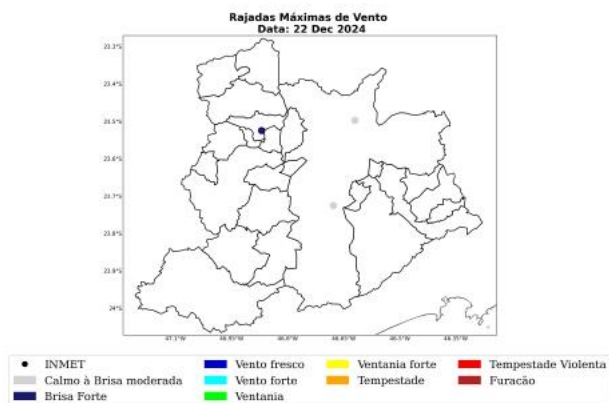 Rajadas Máximas de Vento
Data: 22 Dec 2024
23.3°S
23.4°S
23.5°S
23.6°S
23.7°S
23.8°S
23.9°S
24°S
INMET
Calmo à Brisa moderada
Brisa Forte
Vento fresco
Vento forte
Ventania
Ventania forte
Tempestade
Tempestade Violenta
Furacão